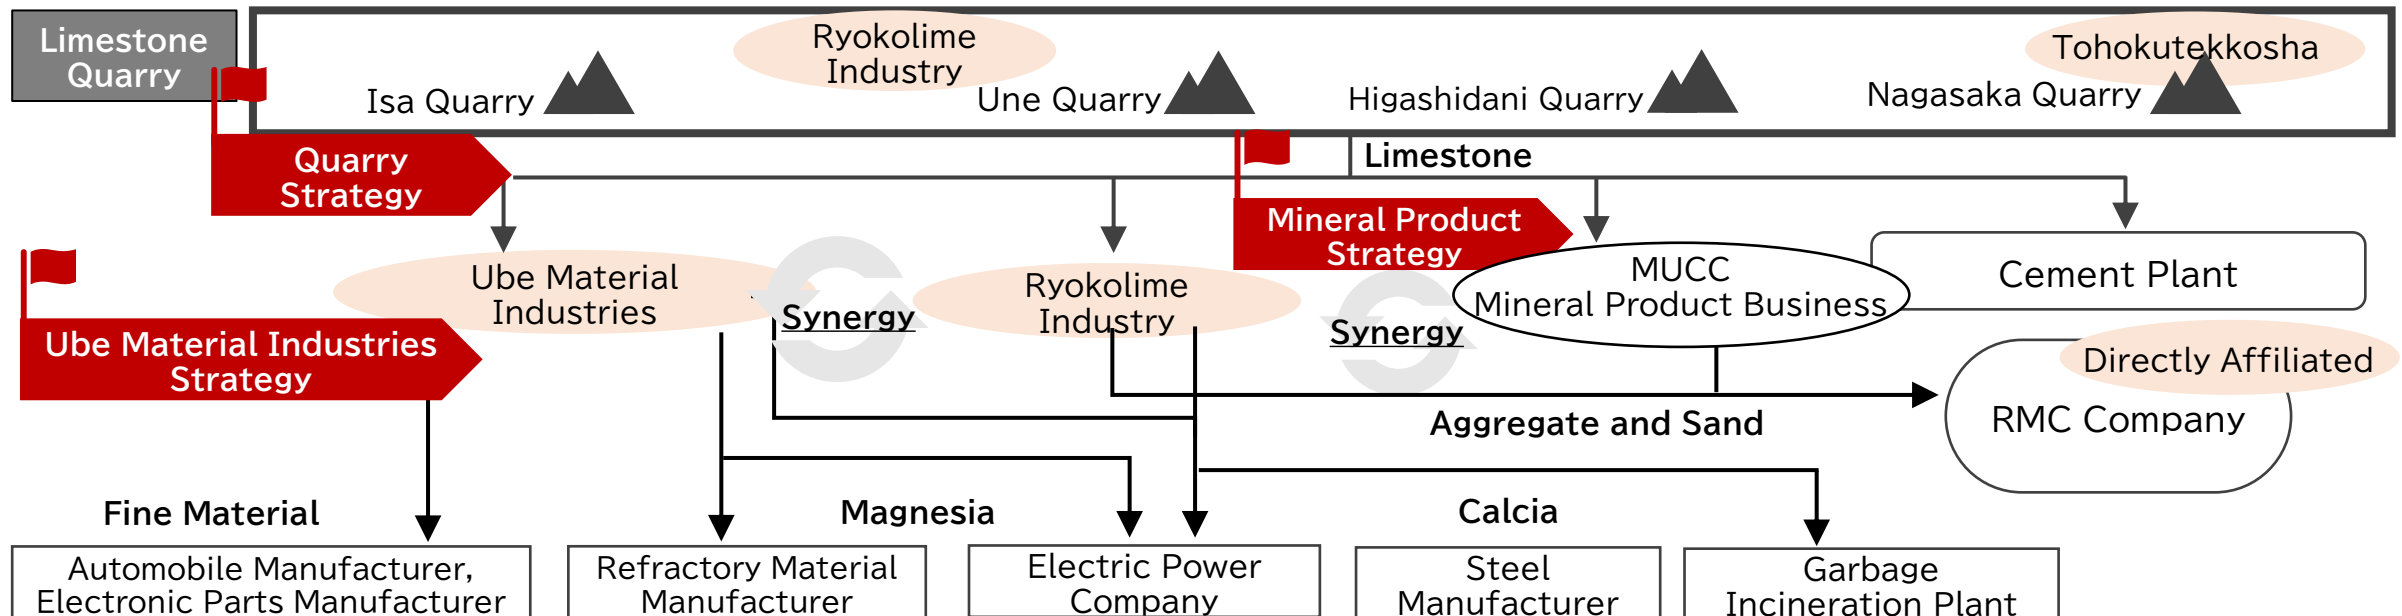 Limestone
Quarry
Ryokolime
Industry
Tohokutekkosha
Isa Quarry
Une Quarry
Higashidani Quarry
Nagasaka Quarry
Quarry
Strategy
Limestone
Mineral Product
Strategy
Ube Material
Industries
Synergy
Ryokolime
Industry
Synergy
MUCC
Mineral Product Business
Cement Plant
Ube Material Industries
Strategy
Directly Affiliated
RMC Company
Aggregate and Sand
Fine Material
Magnesia
Calcia
Automobile Manufacturer,
Electronic Parts Manufacturer
Refractory Material
Manufacturer
Electric Power
Company
Steel
Manufacturer
Garbage
Incineration Plant